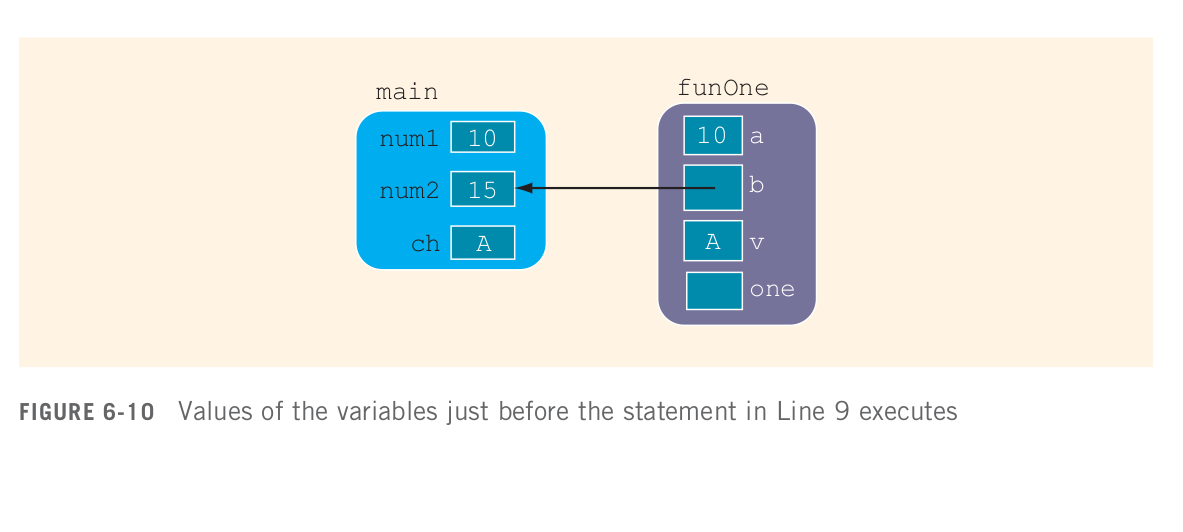 main
num1 10
num2 15
ch A
funOne
10 a
b
A v
one
FIGURE 6-10 Values of the variables just before the statement in Line 9 executes